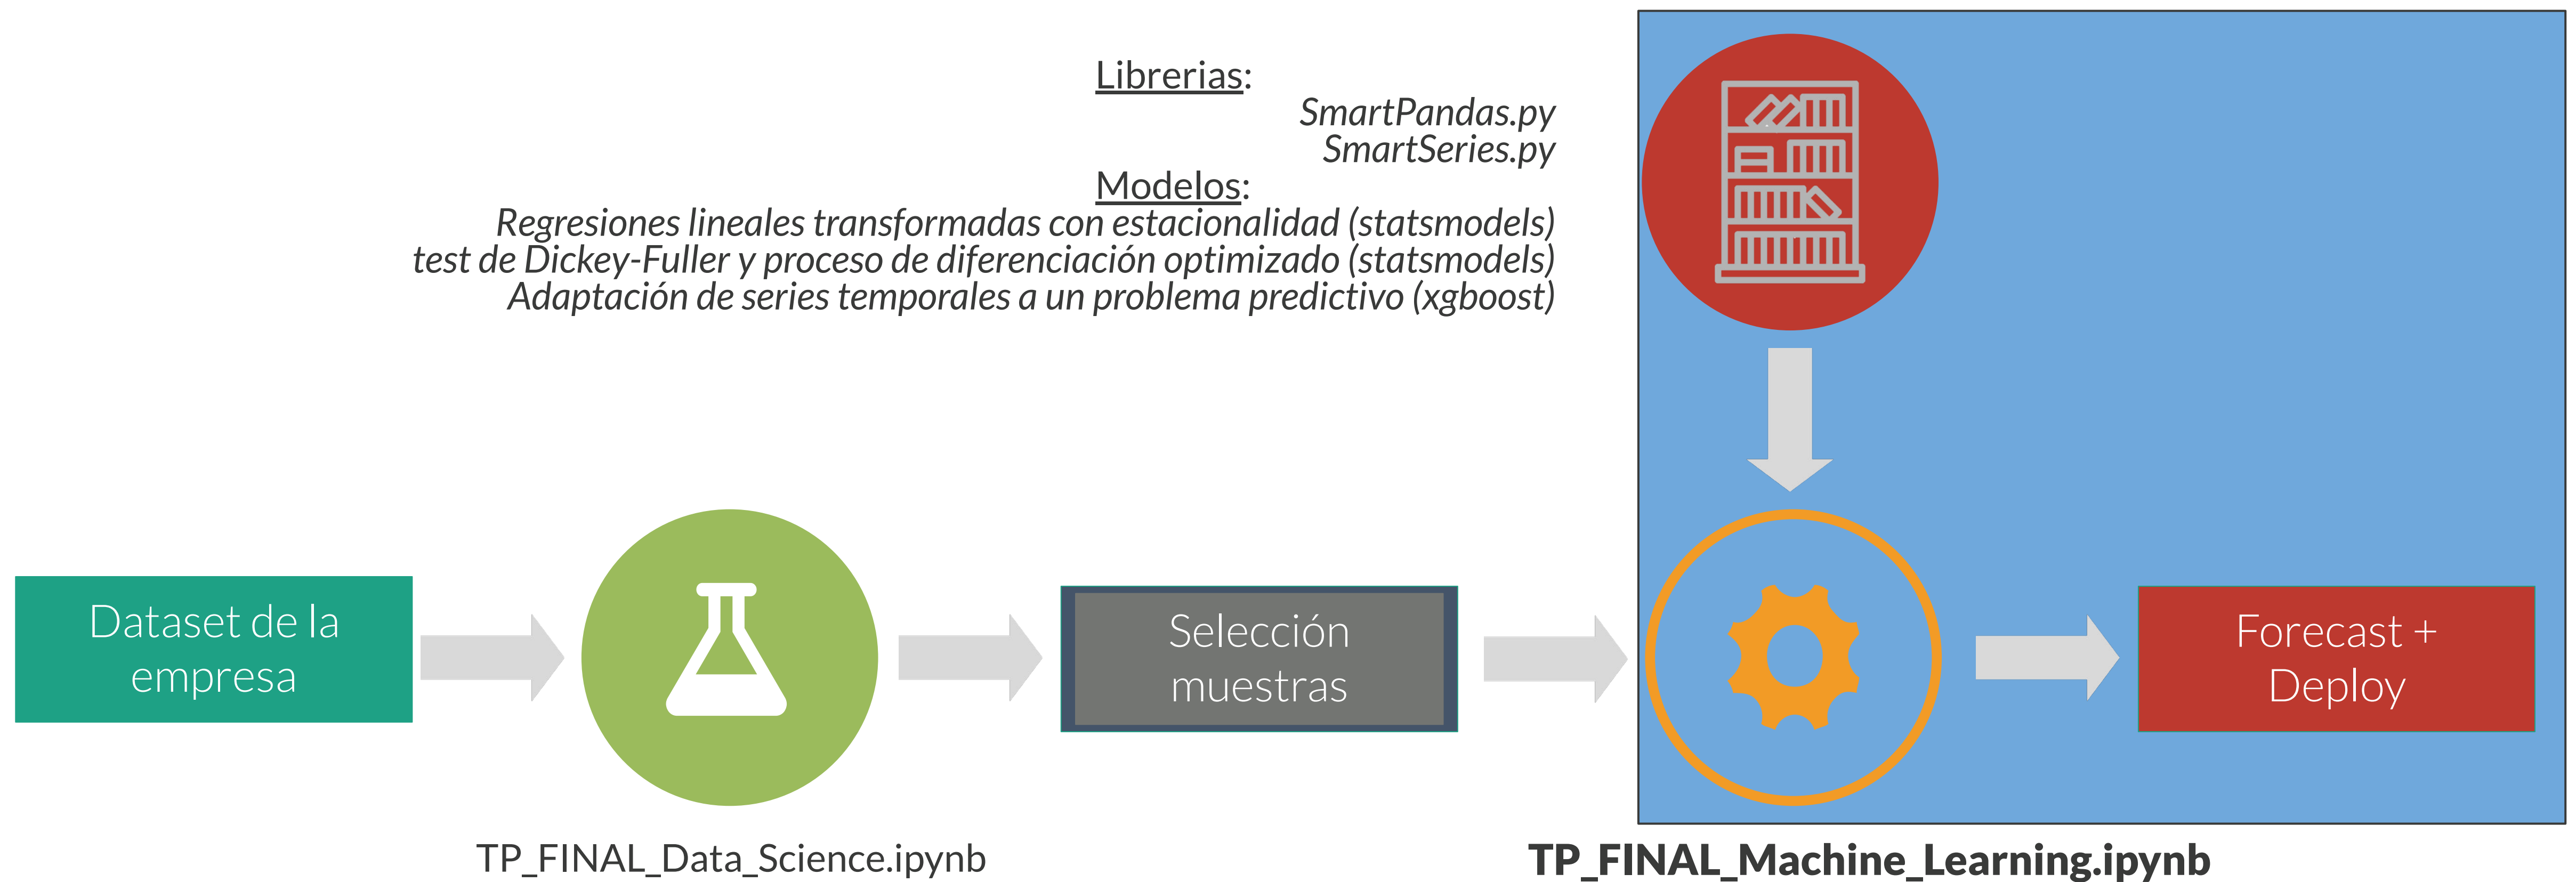 Librerias:
SmartPandas.py
SmartSeries.py
Modelos:
Regresiones lineales transformadas con estacionalidad (statsmodels)
test de Dickey-Fuller y proceso de diferenciación optimizado (statsmodels)
Adaptación de series temporales a un problema predictivo (xgboost)
Dataset de la
empresa
Selección
muestras
Forecast +
Deploy
TP_FINAL_Data_Science.ipynb
TP_FINAL_Machine_Learning.ipynb